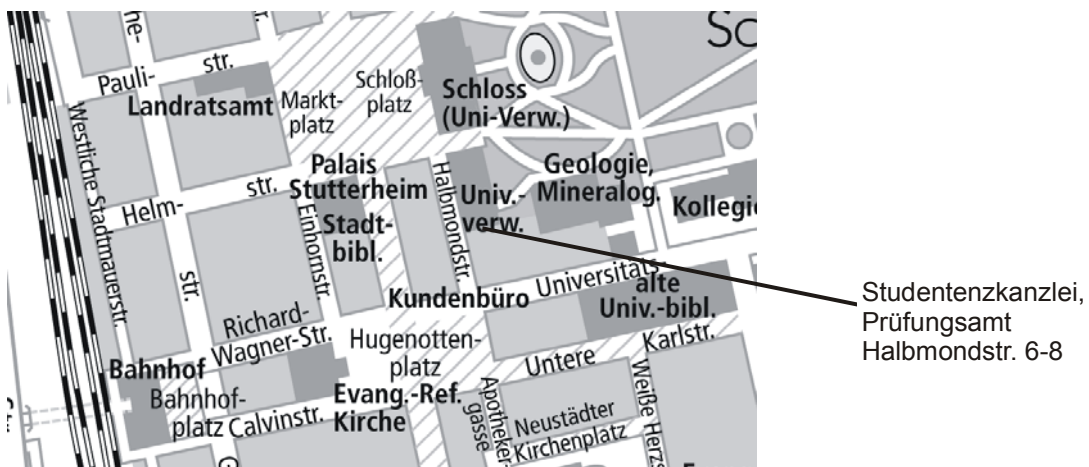 he-
str.
Pauli-
Landratsamt
Markt-
platz
Schloß-
platz
Schloss
(Uni-Verw.)
Westliche Stadtmauerstr.
Palais
Stutterheim
str.
Helm-
str.
Stadt-
bibl.
Einhornstr.
Halbmondstr.
Univ.-
verw.
Geologie,
Mineralog.
Kollegi
Kundenbüro
Universitäts-
alte
Univ.-bibl.
Richard-
Wagner-Str.
Hugenotten-
platz
Untere
Karlstr.
Bahnhof
Bahnhof-
platz
Calvinstr.
Evang.-Ref.
Kirche
Apotheker-
gasse
Neustädter
Kirchenplatz
Weiße Herzs
Studentenzkanzlei,
Prüfungsamt
Halbmondstr. 6-8